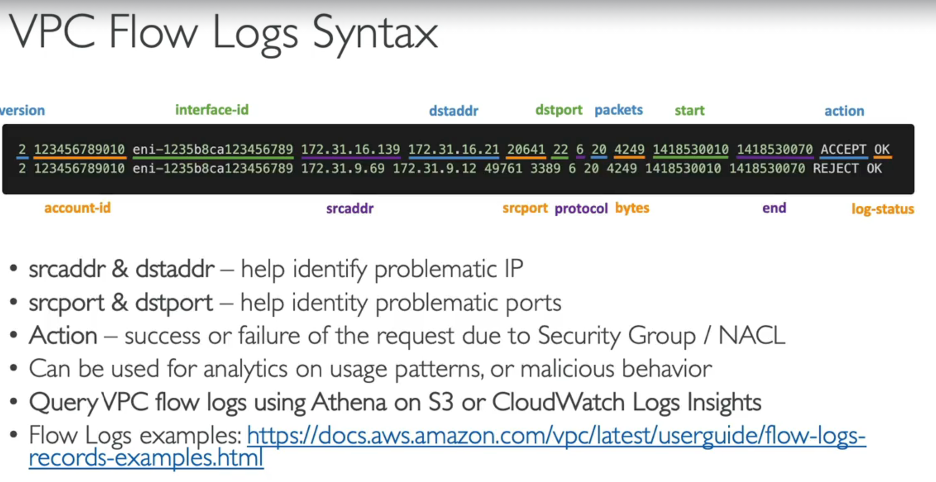 VPC Flow Logs Syntax
version interface-id dstaddr dstport packets start action
2 123456789010 eni-1235b8ca123456789 172.31.16.139 172.31.16.21 20641 22 6 20 4249 1418530010 1418530070 ACCEPT OK
2 123456789010 eni-1235b8ca123456789 172.31.9.69 172.31.9.12 49761 3389 6 20 4249 1418530010 1418530070 REJECT OK
account-id srcaddr srcport protocol bytes end log-status
• srcaddr & dstaddr – help identify problematic IP
• srcport & dstport – help identity problematic ports
• Action – success or failure of the request due to Security Group / NACL
• Can be used for analytics on usage patterns, or malicious behavior
• Query VPC flow logs using Athena on S3 or CloudWatch Logs Insights
• Flow Logs examples: https://docs.aws.amazon.com/vpc/latest/userguide/flow-logs-
records-examples.html